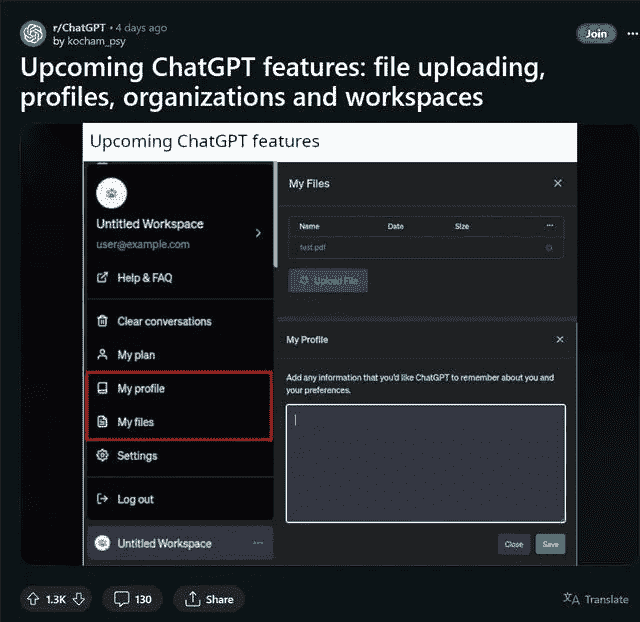 r/ChatGPT • 4 days ago
by kocham_psy
Join
Upcoming ChatGPT features: file uploading,
profiles, organizations and workspaces
Upcoming ChatGPT features
Untitled Workspace
user@example.com
Help & FAQ
Clear conversations
My plan
My profile
My files
Settings
Log out
Untitled Workspace
My Files
Name Date Size
test.pdf
Upload File
My Profile
Add any information that you'd like ChatGPT to remember about you and
your preferences.
Close Save
1.3K
130
Share
Translate